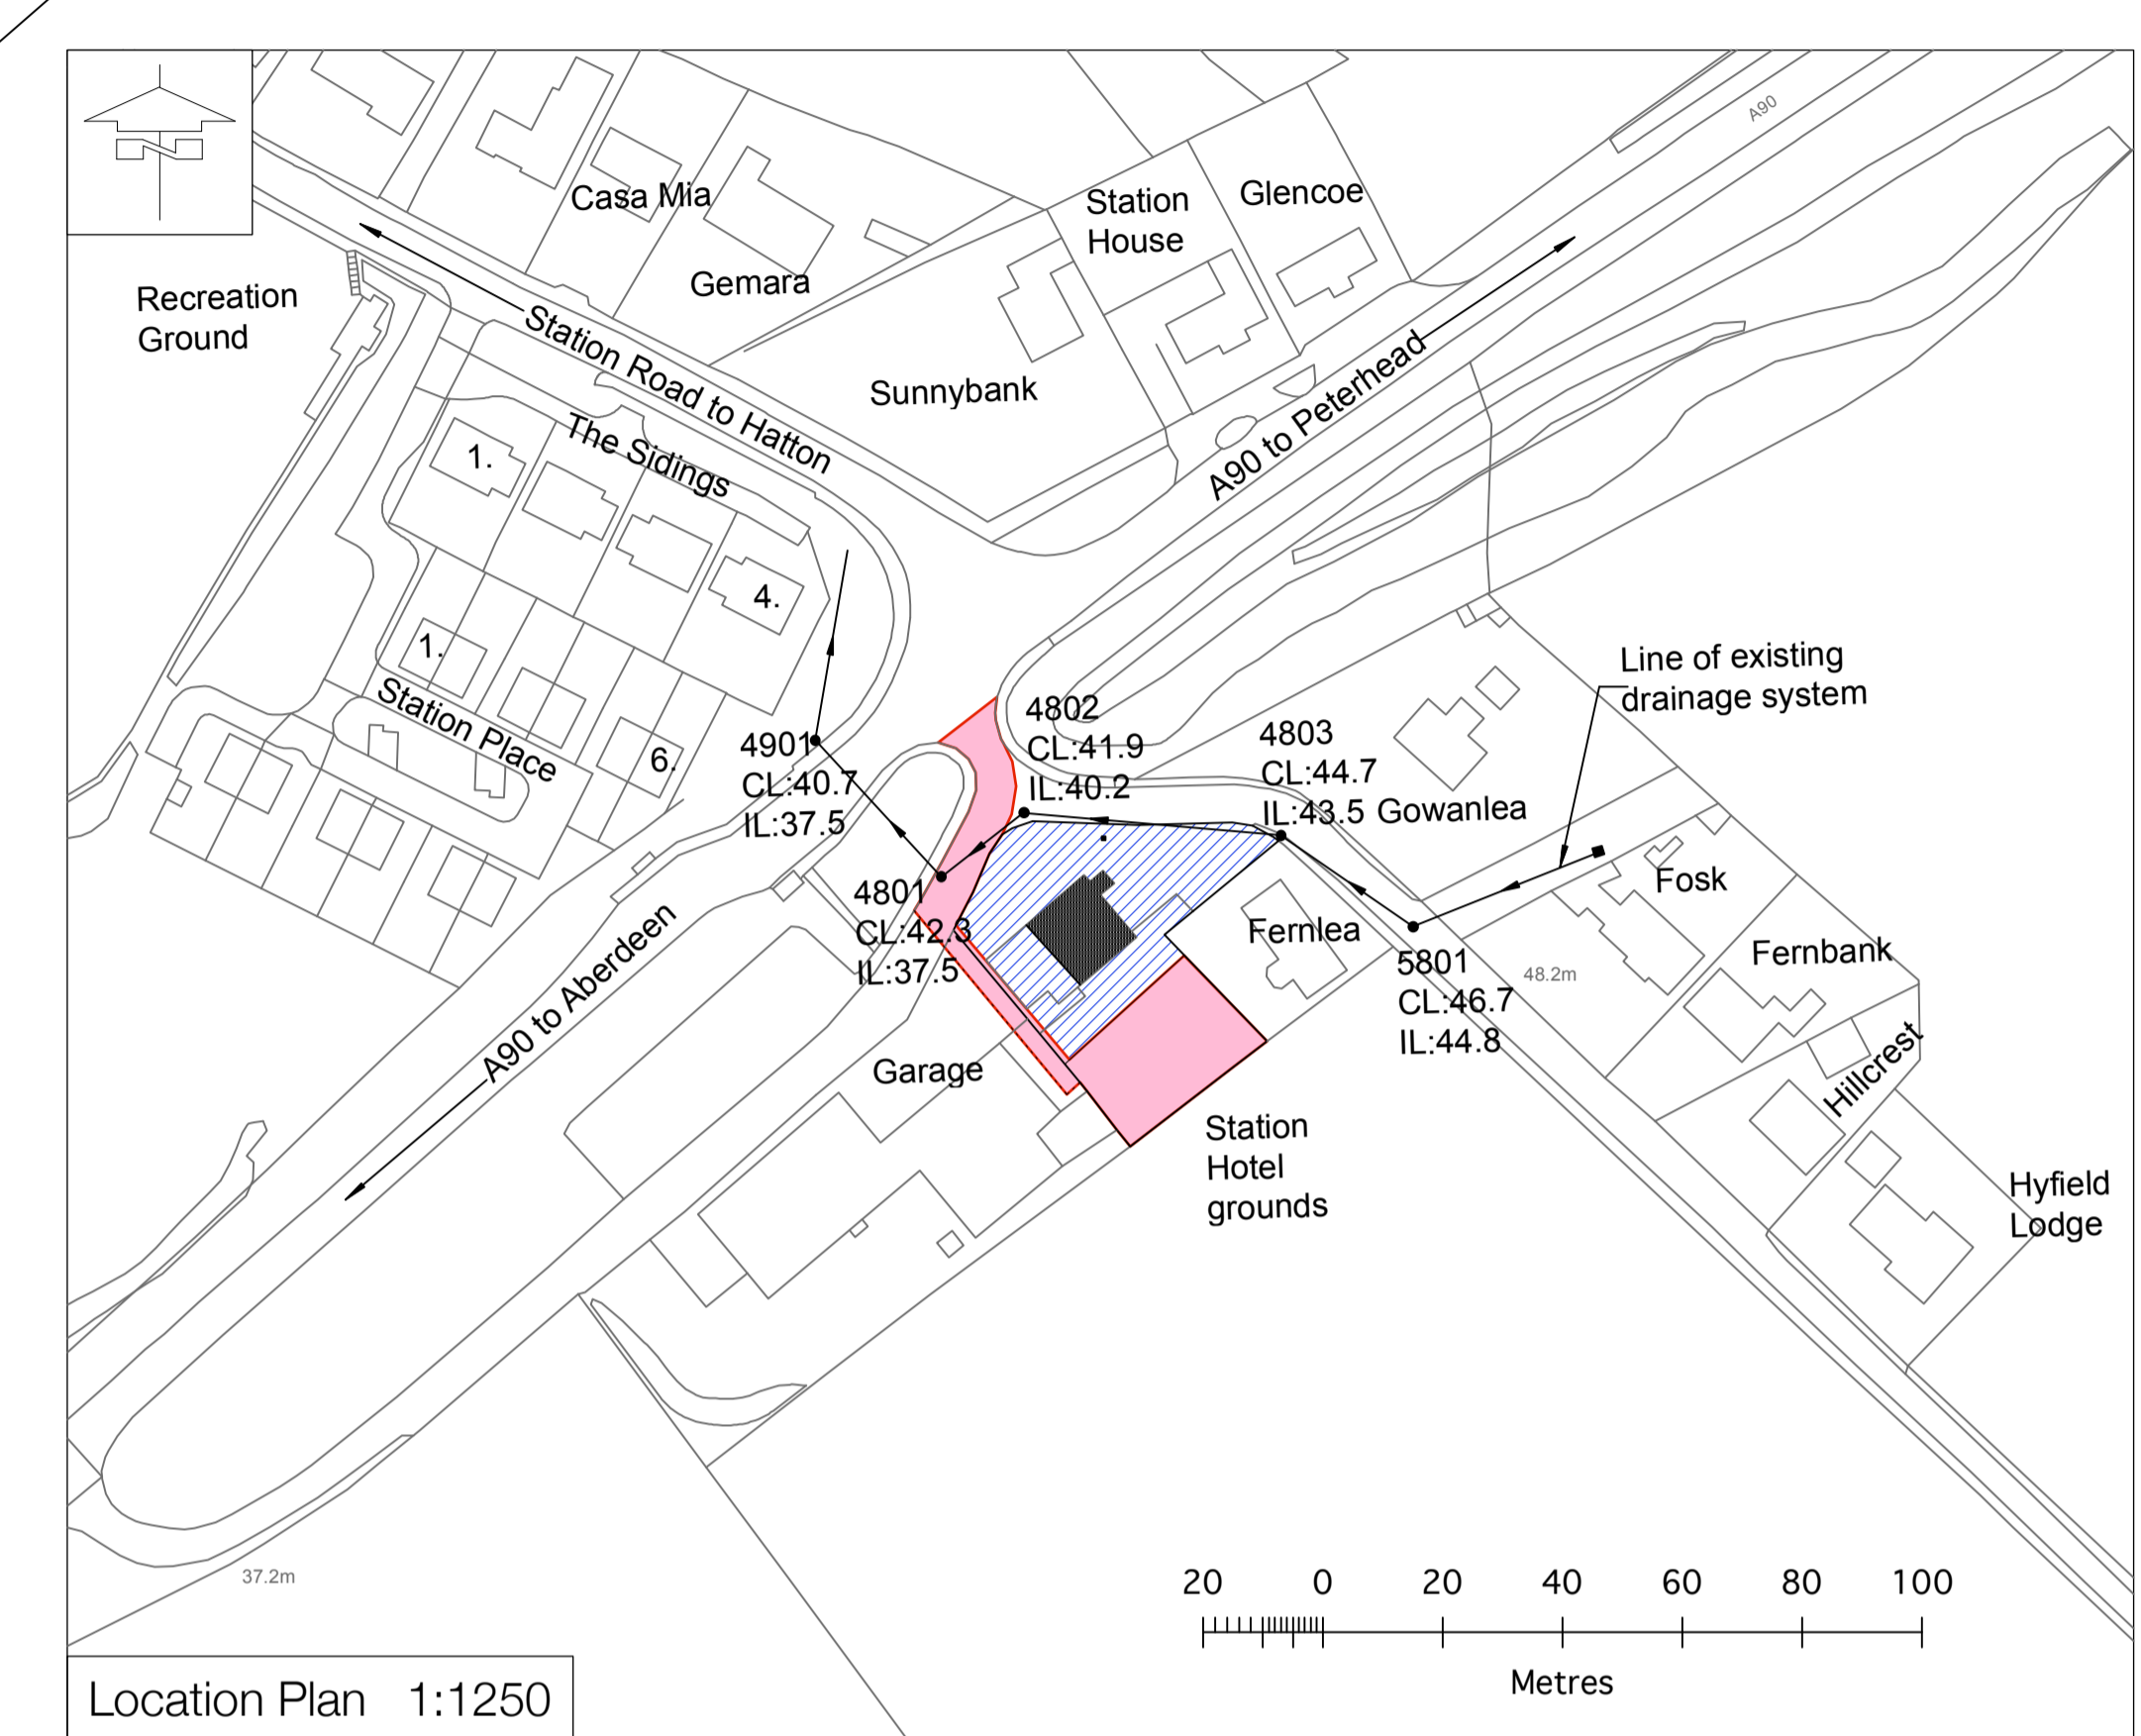 A90
Casa Mia
Station
House
Glencoe
Gemara
Recreation
Ground
Station Road to Hatton
Sunnybank
A90 to Peterhead
The Sidings
1.
4.
1.
Station Place
6.
Line of existing
drainage system
4802
CL:41.9
IL:40.2
4803
CL:44.7
IL:43.5
Gowanlea
4901
CL:40.7
IL:37.5
4801
CL:42.3
IL:37.5
Fosk
Fernlea
Fernbank
5801
CL:46.7
IL:44.8
48.2m
A90 to Aberdeen
Garage
Hillcrest
Station
Hotel
grounds
Hyfield
Lodge
37.2m
20 0 20 40 60 80 100
Metres
Location Plan 1:1250